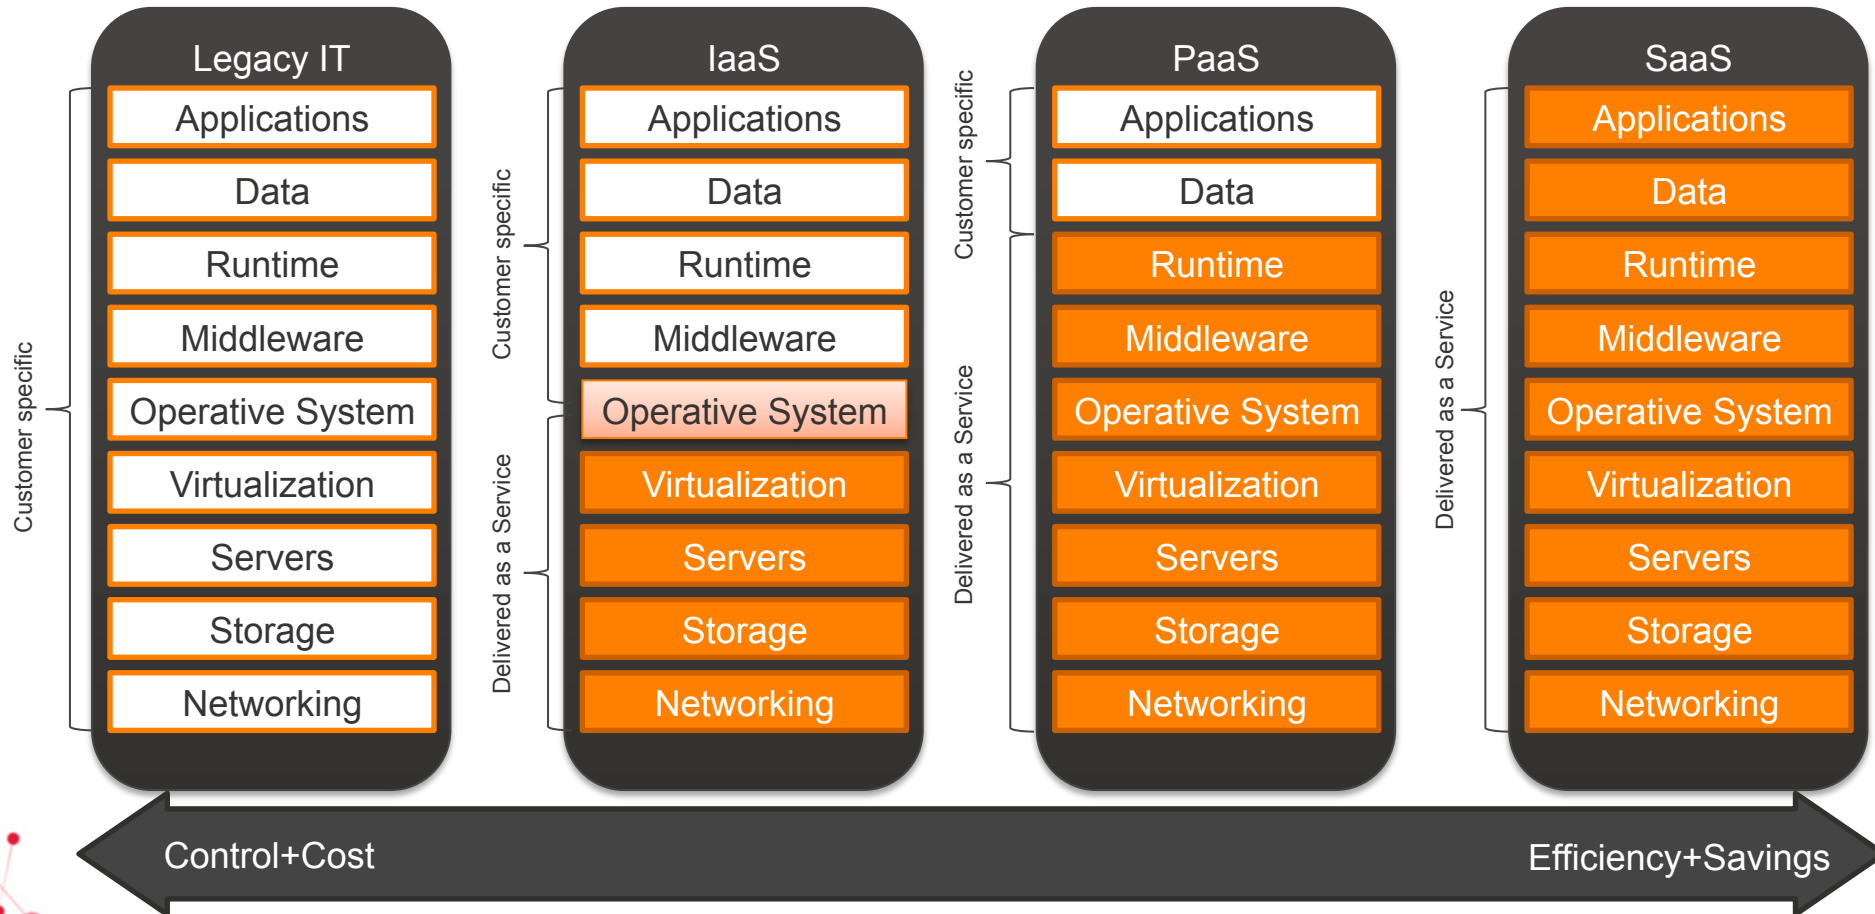 Legacy IT
Customer specific
Applications
Data
Runtime
Middleware
Operative System
Virtualization
Servers
Storage
Networking
IaaS
Customer specific
Delivered as a Service
Applications
Data
Runtime
Middleware
Operative System
Virtualization
Servers
Storage
Networking
PaaS
Customer specific
Delivered as a Service
Applications
Data
Runtime
Middleware
Operative System
Virtualization
Servers
Storage
Networking
SaaS
Delivered as a Service
Applications
Data
Runtime
Middleware
Operative System
Virtualization
Servers
Storage
Networking
Control+Cost
Efficiency+Savings